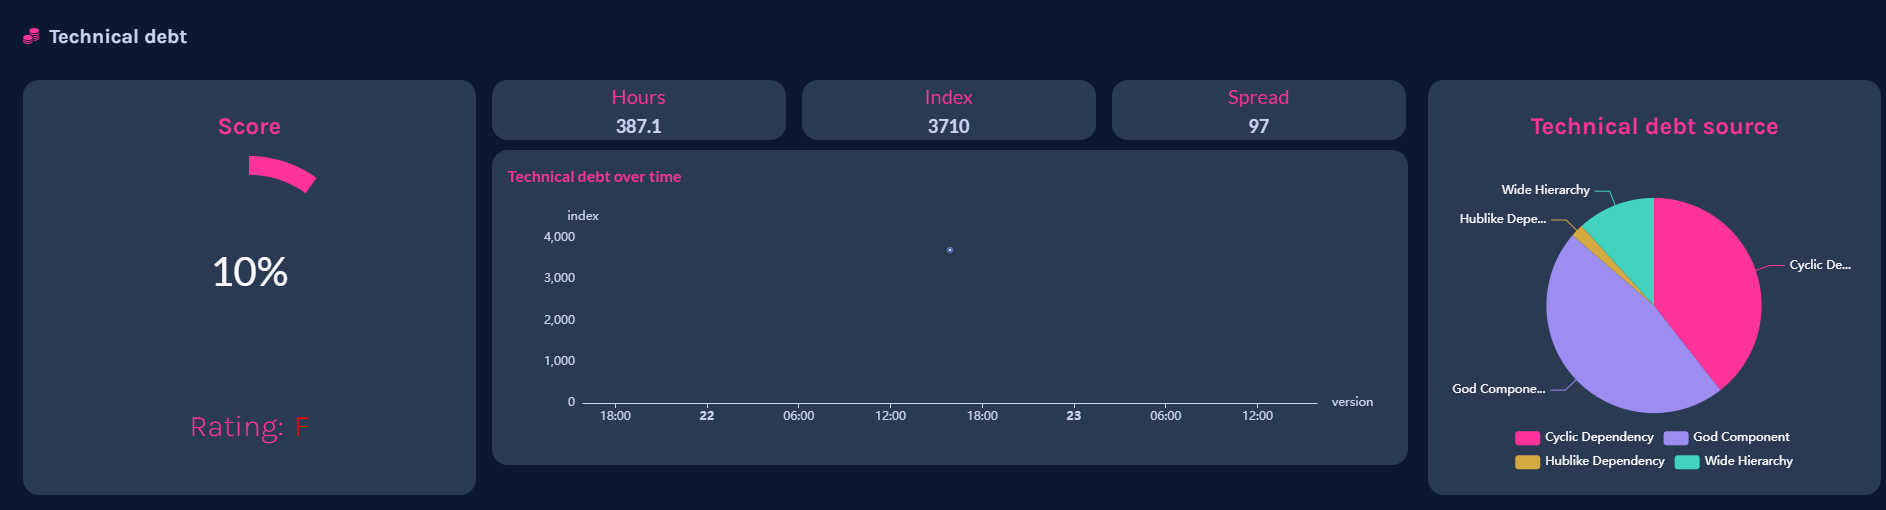 Technical debt
Score
10%
Rating: F
Hours
387.1
Index
3710
Spread
97
Technical debt over time
index
4,000
3,000
2,000
1,000
0
18:00 22 06:00 12:00 18:00 23 06:00 12:00
version
Technical debt source
Wide Hierarchy
Hublike Depe...
Cyclic De...
God Compone...
Cyclic Dependency God Component
Hublike Dependency Wide Hierarchy